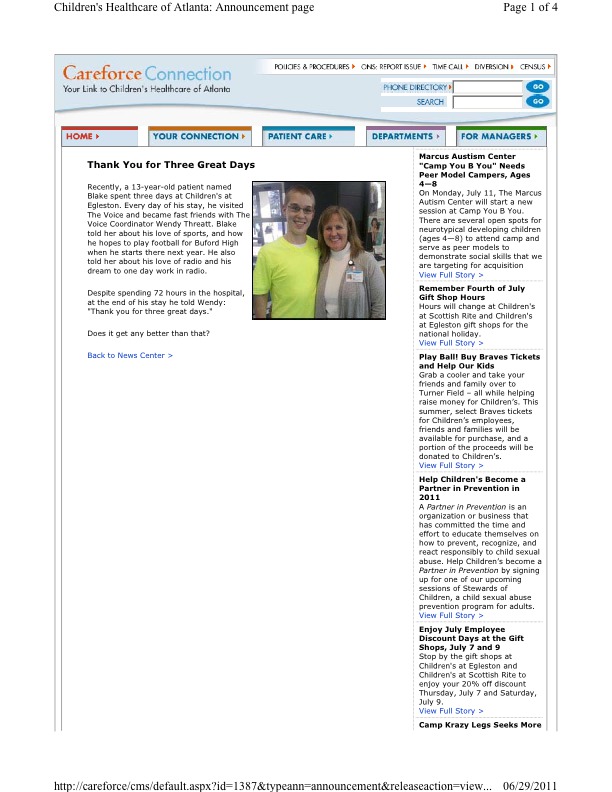 Children's Healthcare of Atlanta: Announcement page Page 1 of 4
Careforce Connection
Your Link to Children's Healthcare of Atlanta
POLICIES & PROCEDURES ONS: REPORT ISSUE TIME CALL DIVERSION CENSUS
PHONE DIRECTORY GO
SEARCH GO
HOME YOUR CONNECTION PATIENT CARE DEPARTMENTS FOR MANAGERS
Thank You for Three Great Days
Recently, a 13-year-old patient named
Blake spent three days at Children's at
Egleston. Every day of his stay, he visited
The Voice and became fast friends with The
Voice Coordinator Wendy Threatt. Blake
told her about his love of sports, and how
he hopes to play football for Buford High
when he starts there next year. He also
told her about his love of radio and his
dream to one day work in radio.
Despite spending 72 hours in the hospital,
at the end of his stay he told Wendy:
"Thank you for three great days."
Does it get any better than that?
Back to News Center >
Marcus Austism Center
"Camp You B You" Needs
Peer Model Campers, Ages
4—8
On Monday, July 11, The Marcus
Autism Center will start a new
session at Camp You B You.
There are several open spots for
neurotypical developing children
(ages 4—8) to attend camp and
serve as peer models to
demonstrate social skills that we
are targeting for acquisition
View Full Story >
Remember Fourth of July
Gift Shop Hours
Hours will change at Children's
at Scottish Rite and Children's
at Egleston gift shops for the
national holiday.
View Full Story >
Play Ball! Buy Braves Tickets
and Help Our Kids
Grab a cooler and take your
friends and family over to
Turner Field – all while helping
raise money for Children’s. This
summer, select Braves tickets
for Children’s employees,
friends and families will be
available for purchase, and a
portion of the proceeds will be
donated to Children’s.
View Full Story >
Help Children's Become a
Partner in Prevention in
2011
A Partner in Prevention is an
organization or business that
has committed the time and
effort to educate themselves on
how to prevent, recognize, and
react responsibly to child sexual
abuse. Help Children’s become a
Partner in Prevention by signing
up for one of our upcoming
sessions of Stewards of
Children, a child sexual abuse
prevention program for adults.
View Full Story >
Enjoy July Employee
Discount Days at the Gift
Shops, July 7 and 9
Stop by the gift shops at
Children's at Egleston and
Children's at Scottish Rite to
enjoy your 20% off discount
Thursday, July 7 and Saturday,
July 9.
View Full Story >
Camp Krazy Legs Seeks More
http://careforce/cms/default.aspx?id=1387&typeann=announcement&releaseaction=view... 06/29/2011